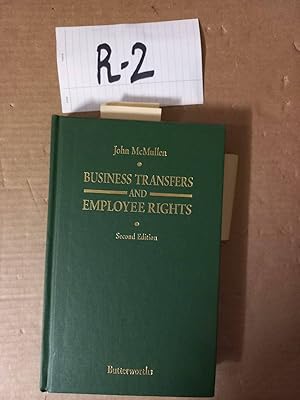 R-2
John McMullen
BUSINESS TRANSFERS
AND
EMPLOYEE RIGHTS
Second Edition
Butterworths